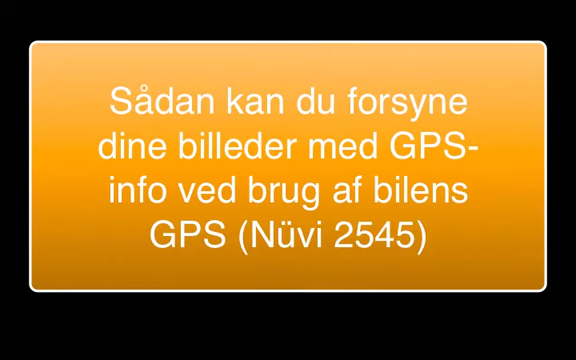 Sådan kan du forsyne
dine billeder med GPS-
info ved brug af bilens
GPS (Nüvi 2545)